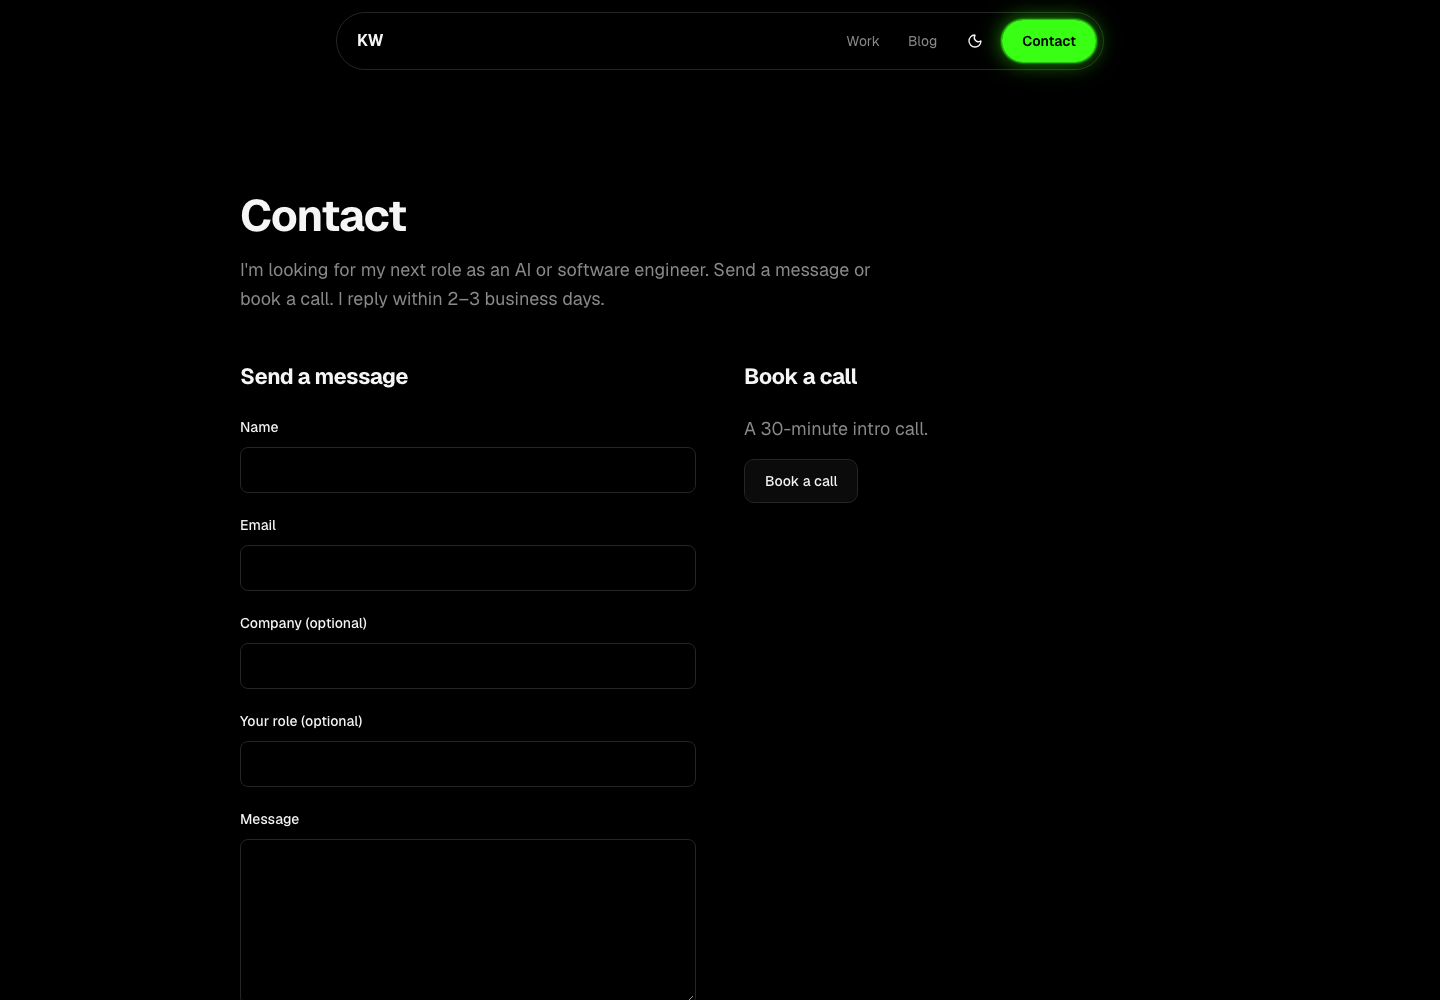 KW
Work
Blog
Contact
Contact
I'm looking for my next role as an AI or software engineer. Send a message or
book a call. I reply within 2–3 business days.
Send a message
Name
Email
Company (optional)
Your role (optional)
Message
Book a call
A 30-minute intro call.
Book a call